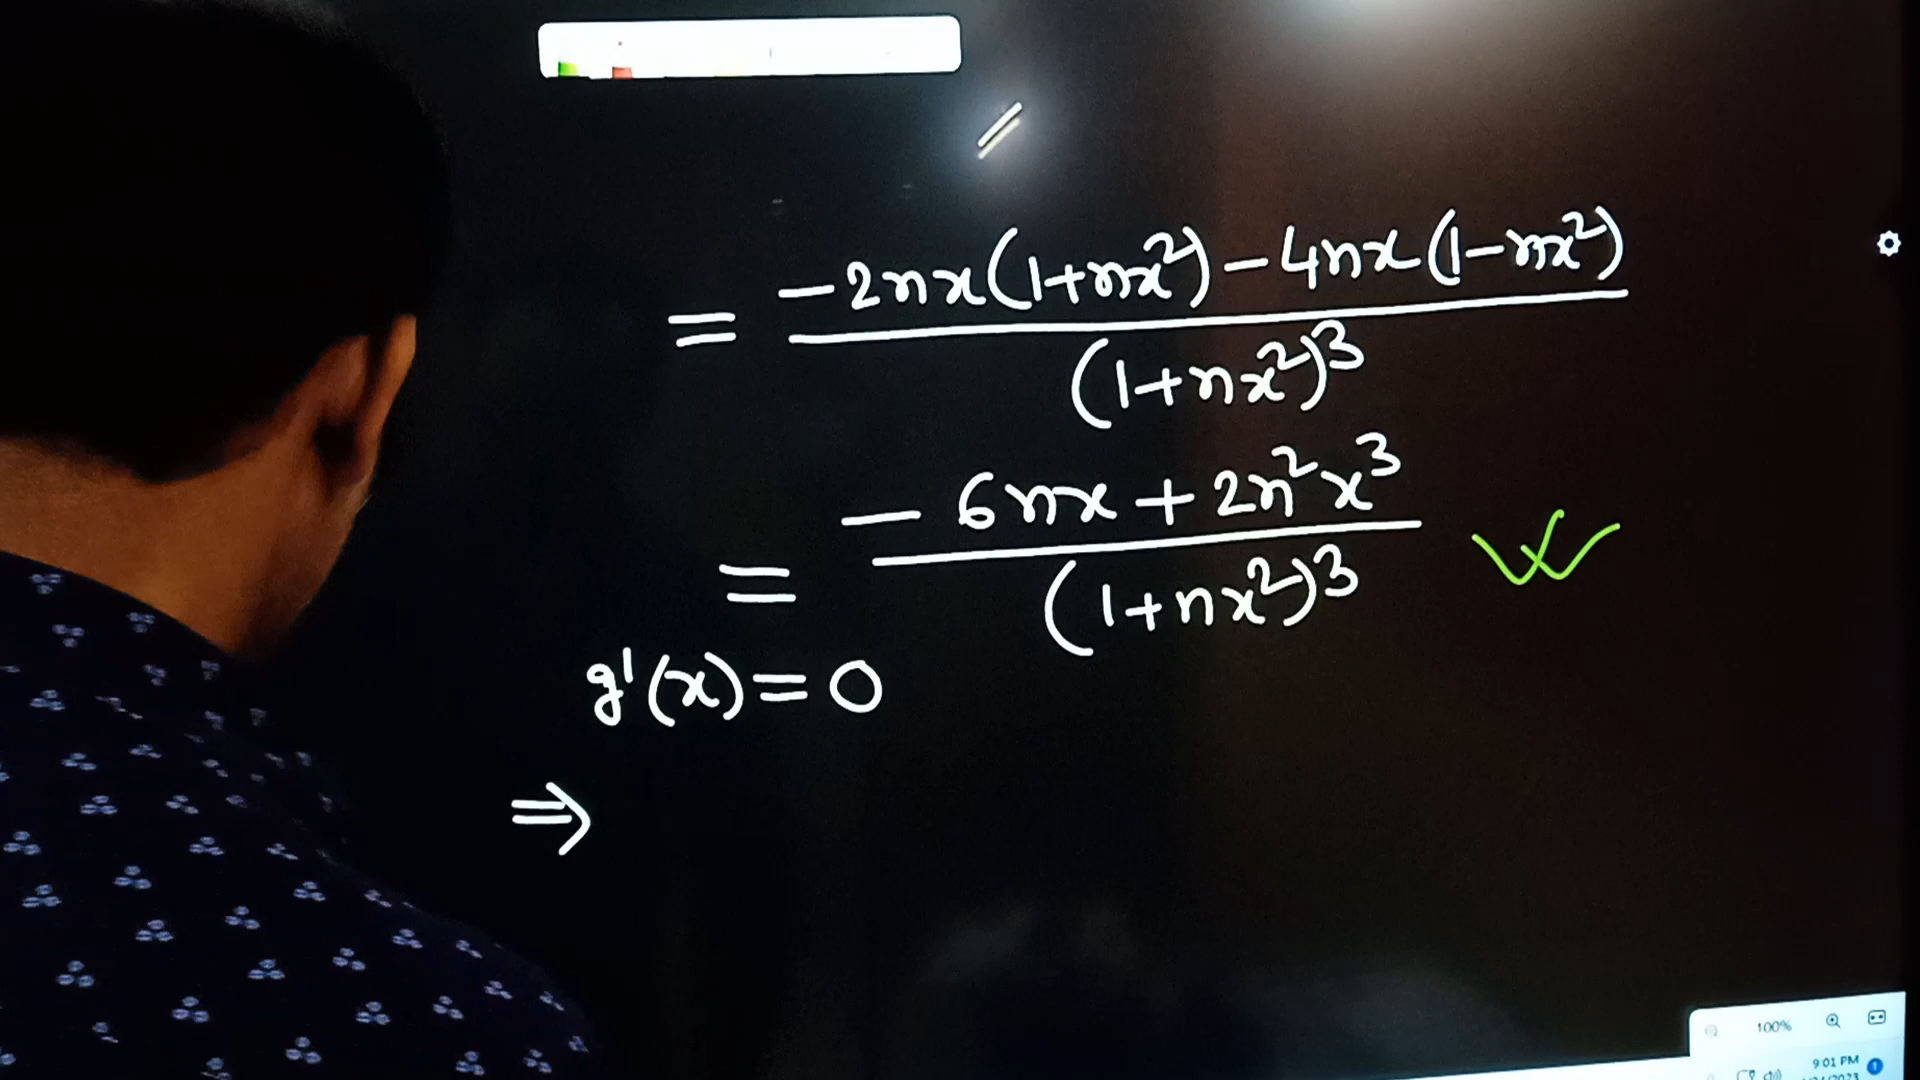 = (-2nx(1+nx²) - 4nx(1-nx²)) / (1+nx²)³
= (-6nx + 2n²x³) / (1+nx²)³
g'(x) = 0
⇒
100%
9:01 PM